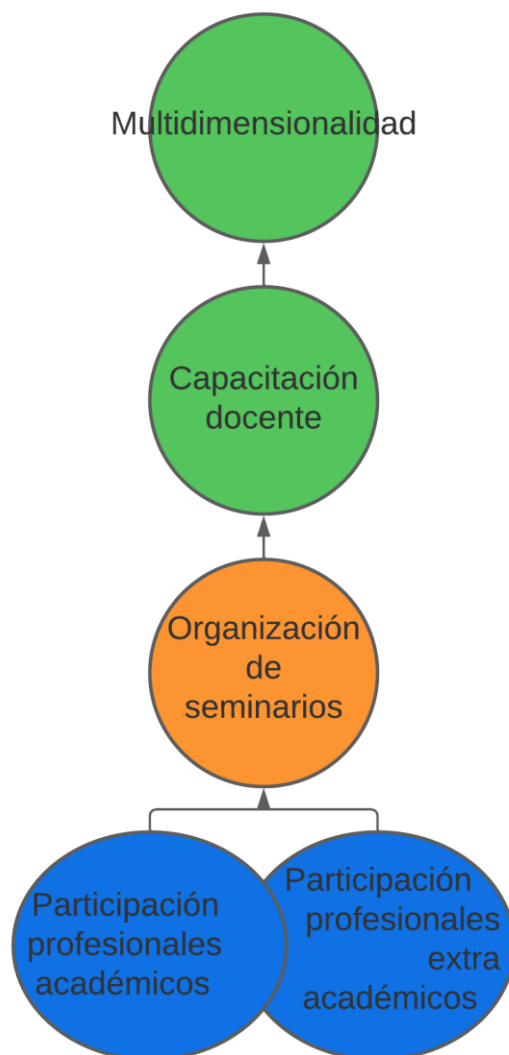 Multidimensionalidad
Capacitación
docente
Organización
de
seminarios
Participación
profesionales
académicos
Participación
profesionales
extra
académicos